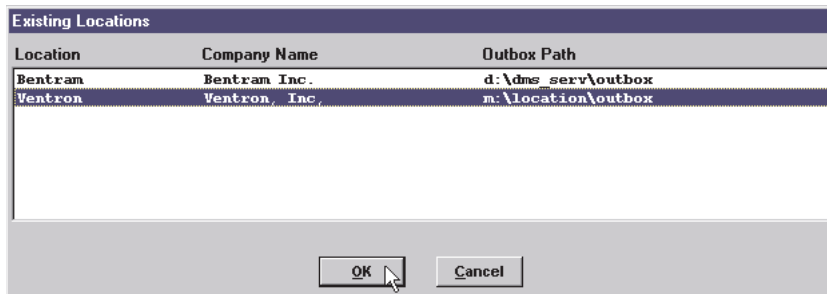 Existing Locations
Location Company Name Outbox Path
Bentram Bentram Inc. d:\dms_serv\outbox
Ventron Ventron, Inc, m:\location\outbox
OK Cancel